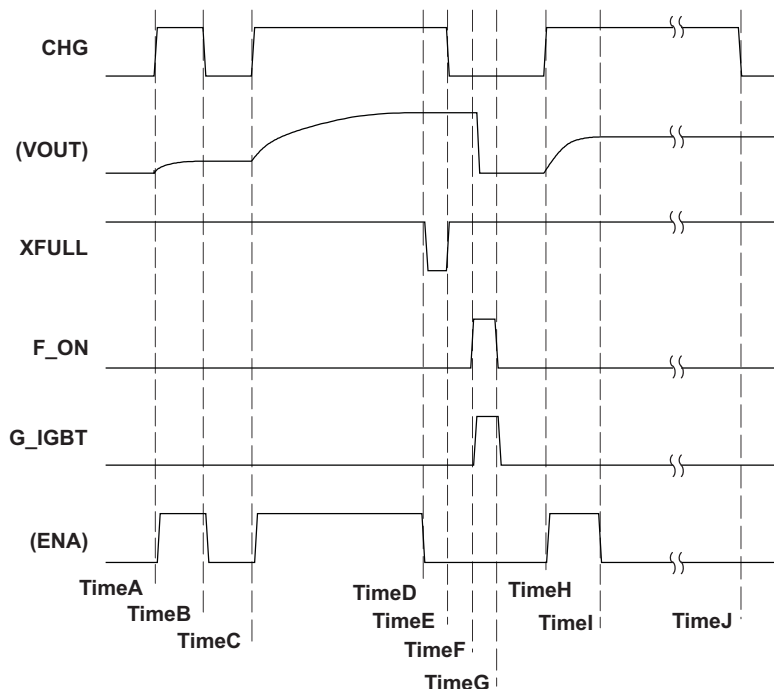 CHG
(VOUT)
XFULL
F_ON
G_IGBT
(ENA)
TimeA
TimeB
TimeC
TimeD
TimeE
TimeF
TimeG
TimeH
TimeI
TimeJ